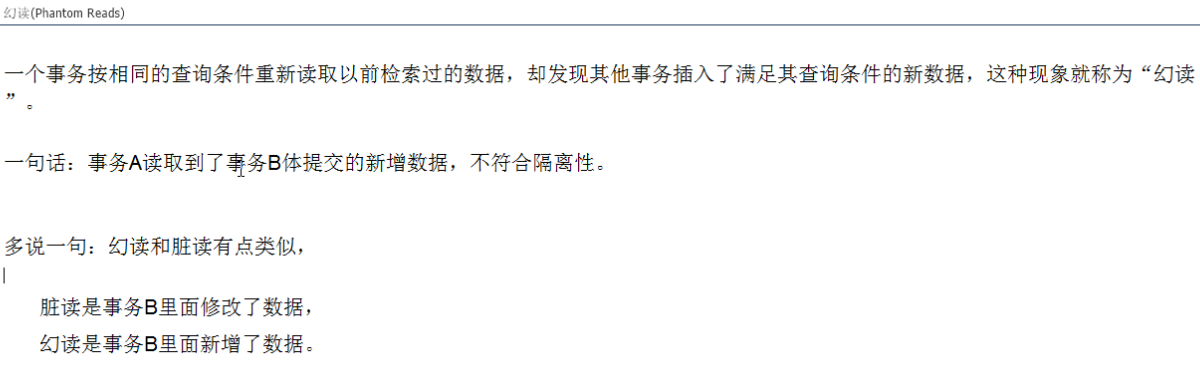 幻读(Phantom Reads)
一个事务按相同的查询条件重新读取以前检索过的数据，却发现其他事务插入了满足其查询条件的新数据，这种现象就称为“幻读
”。
一句话：事务A读取到了事务B体提交的新增数据，不符合隔离性。
多说一句：幻读和脏读有点类似，
脏读是事务B里面修改了数据，
幻读是事务B里面新增了数据。